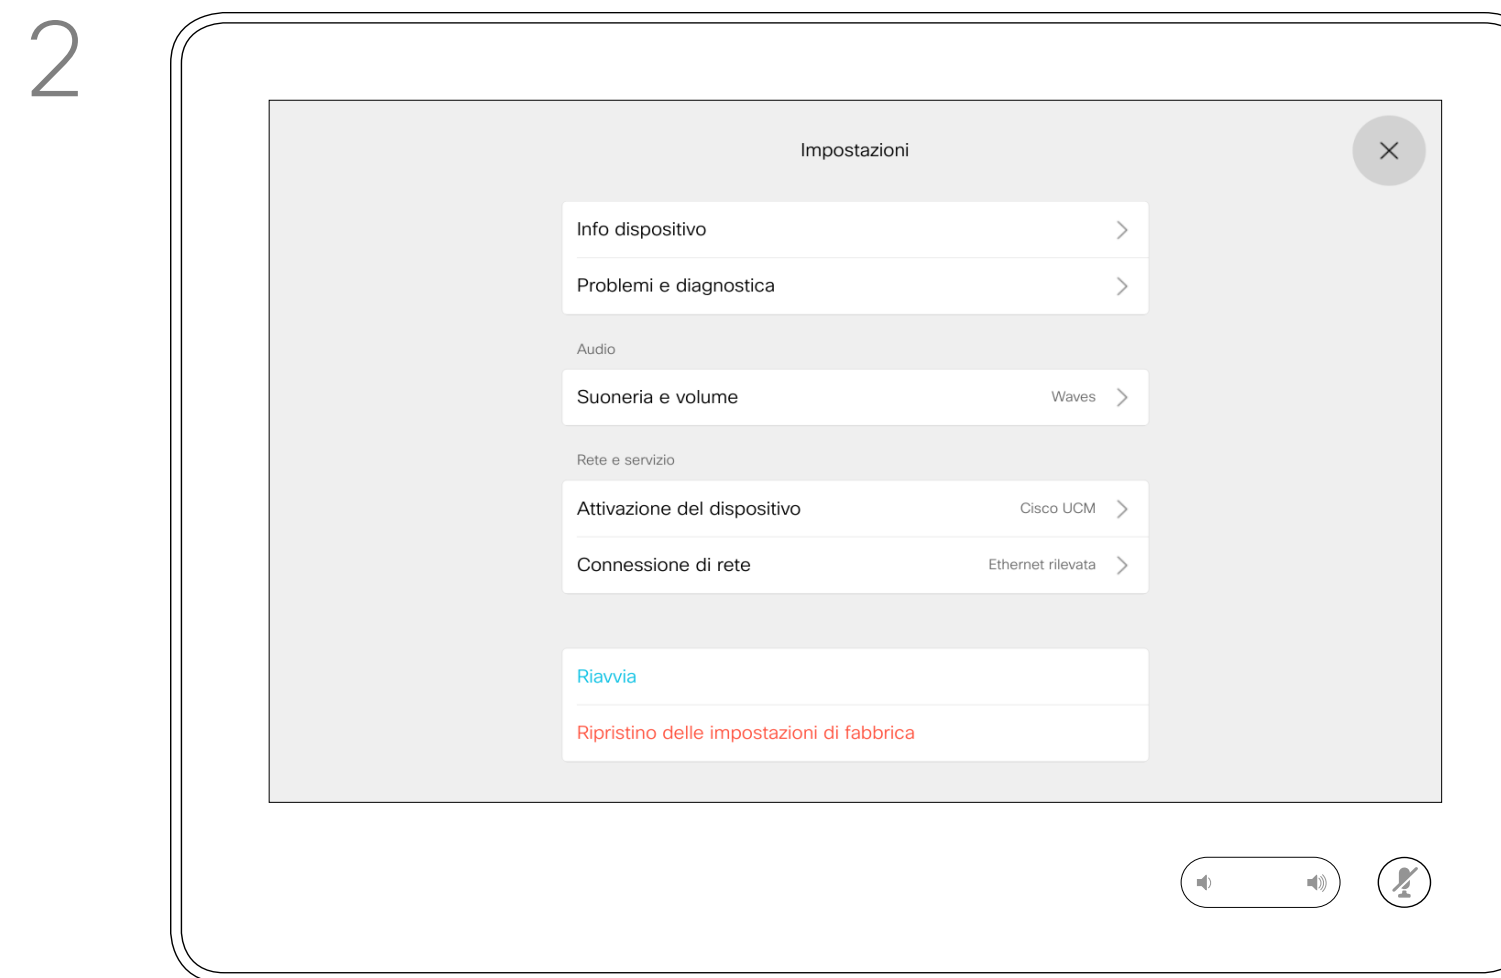 2
Impostazioni
Info dispositivo
Problemi e diagnostica
Audio
Suoneria e volume Waves
Rete e servizio
Attivazione del dispositivo Cisco UCM
Connessione di rete Ethernet rilevata
Riavvia
Ripristino delle impostazioni di fabbrica